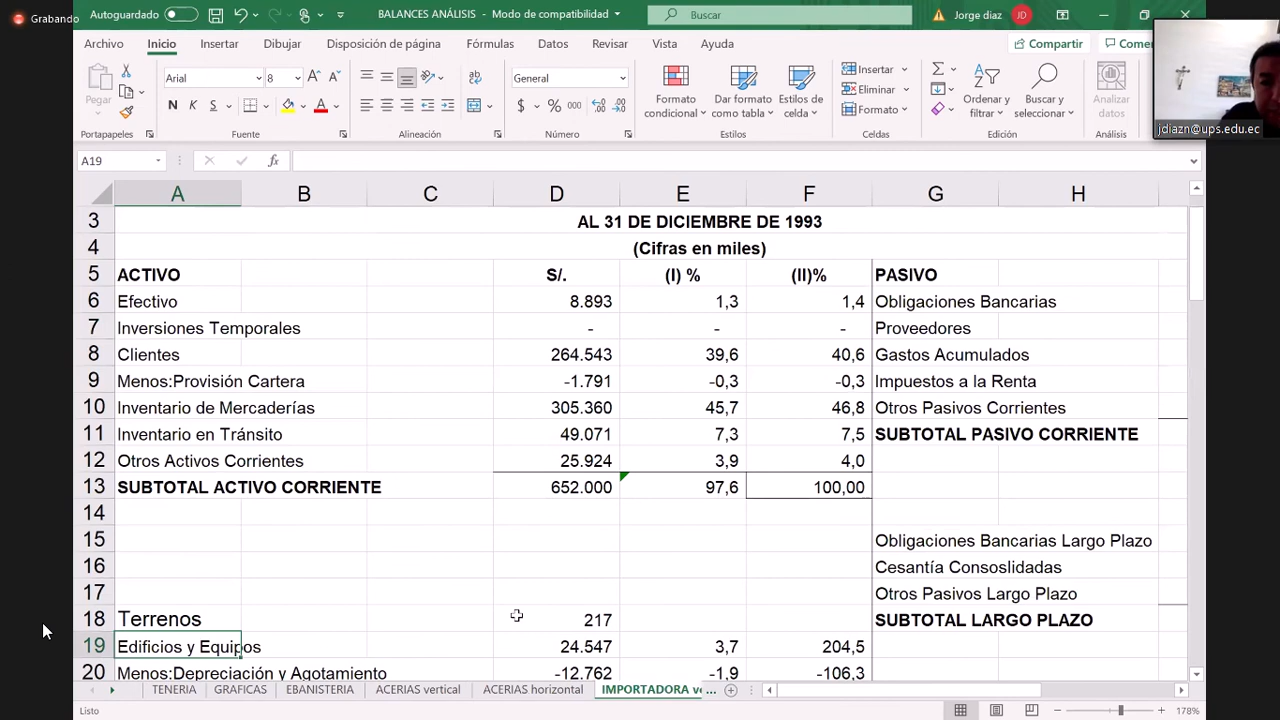 Grabando
Autoguardado
BALANCES ANÁLISIS - Modo de compatibilidad
Buscar
Jorge diaz
JD
Archivo Inicio Insertar Dibujar Disposición de página Fórmulas Datos Revisar Vista Ayuda
Compartir
Arial 8
General
Pegar
N K S
$ % 000
Formato condicional
Dar formato como tabla
Estilos de celda
Insertar
Eliminar
Formato
Ordenar y filtrar
Buscar y seleccionar
Analizar datos
Portapapeles Fuente Alineación Número Estilos Celdas Edición Análisis
jdiazn@ups.edu.ec
A19
fx
A B C D E F G H
3 AL 31 DE DICIEMBRE DE 1993
4 (Cifras en miles)
5 ACTIVO S/. (I) % (II)% PASIVO
6 Efectivo 8.893 1,3 1,4 Obligaciones Bancarias
7 Inversiones Temporales - - - Proveedores
8 Clientes 264.543 39,6 40,6 Gastos Acumulados
9 Menos:Provisión Cartera -1.791 -0,3 -0,3 Impuestos a la Renta
10 Inventario de Mercaderías 305.360 45,7 46,8 Otros Pasivos Corrientes
11 Inventario en Tránsito 49.071 7,3 7,5 SUBTOTAL PASIVO CORRIENTE
12 Otros Activos Corrientes 25.924 3,9 4,0
13 SUBTOTAL ACTIVO CORRIENTE 652.000 97,6 100,00
14
15 Obligaciones Bancarias Largo Plazo
16 Cesantía Consoslidadas
17 Otros Pasivos Largo Plazo
18 Terrenos 217 SUBTOTAL LARGO PLAZO
19 Edificios y Equipos 24.547 3,7 204,5
20 Menos:Depreciación y Agotamiento -12.762 -1,9 -106,3
TENERIA GRAFICAS EBANISTERIA ACERIAS vertical ACERIAS horizontal IMPORTADORA ve ...
Listo
178%